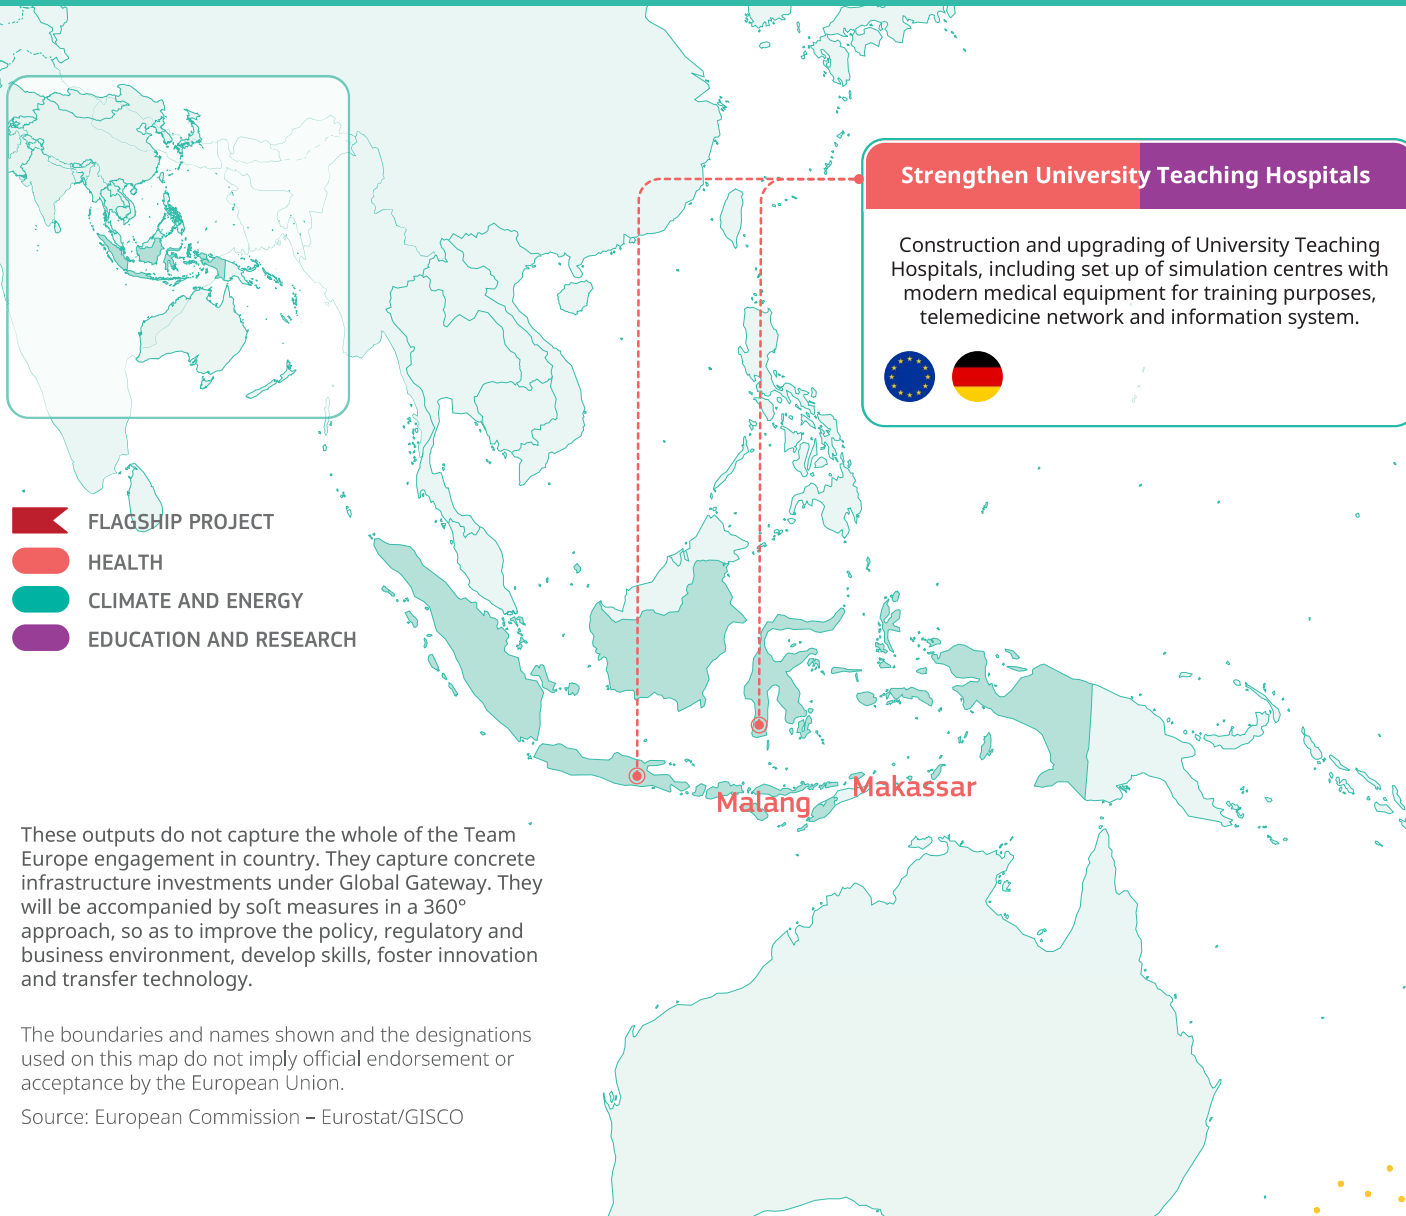 Strengthen University Teaching Hospitals
Construction and upgrading of University Teaching
Hospitals, including set up of simulation centres with
modern medical equipment for training purposes,
telemedicine network and information system.
FLAGSHIP PROJECT
HEALTH
CLIMATE AND ENERGY
EDUCATION AND RESEARCH
Malang
Makassar
These outputs do not capture the whole of the Team
Europe engagement in country. They capture concrete
infrastructure investments under Global Gateway. They
will be accompanied by soft measures in a 360°
approach, so as to improve the policy, regulatory and
business environment, develop skills, foster innovation
and transfer technology.
The boundaries and names shown and the designations
used on this map do not imply official endorsement or
acceptance by the European Union.
Source: European Commission – Eurostat/GISCO